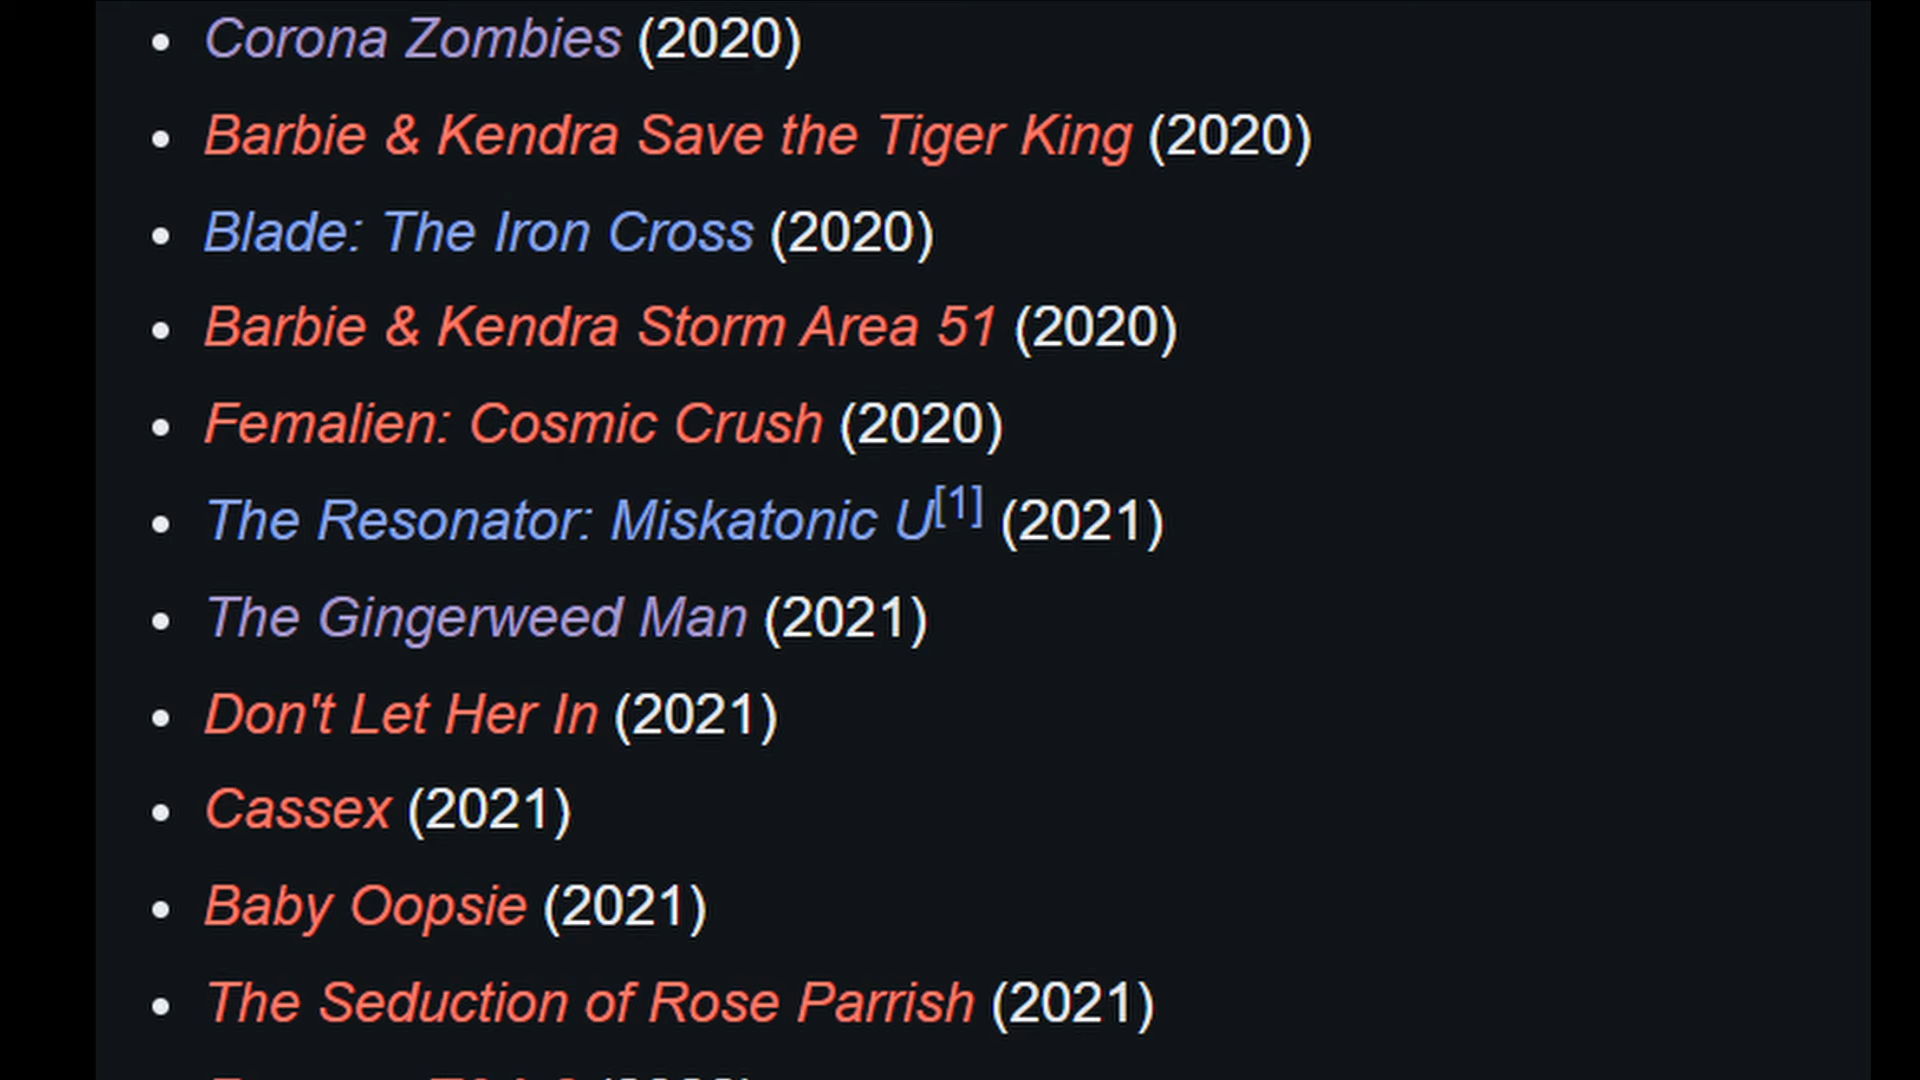 • Corona Zombies (2020)
• Barbie & Kendra Save the Tiger King (2020)
• Blade: The Iron Cross (2020)
• Barbie & Kendra Storm Area 51 (2020)
• Femalien: Cosmic Crush (2020)
• The Resonator: Miskatonic U[1] (2021)
• The Gingerweed Man (2021)
• Don't Let Her In (2021)
• Cassex (2021)
• Baby Oopsie (2021)
• The Seduction of Rose Parrish (2021)